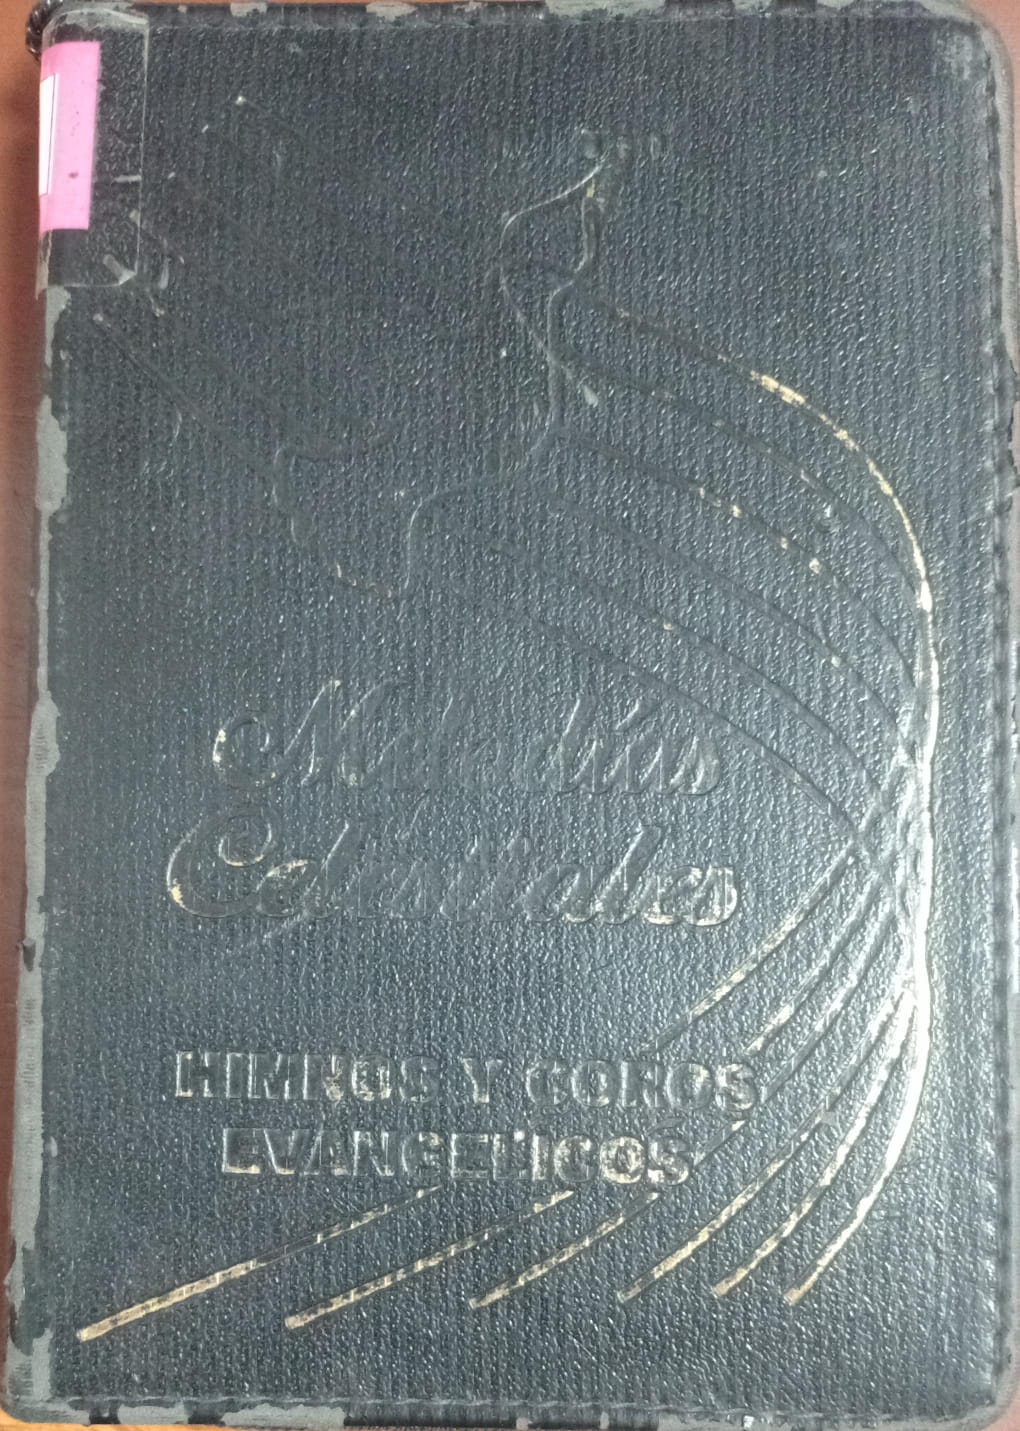 Melodías
Celestiales
HIMNOS Y COROS
EVANGELICOS